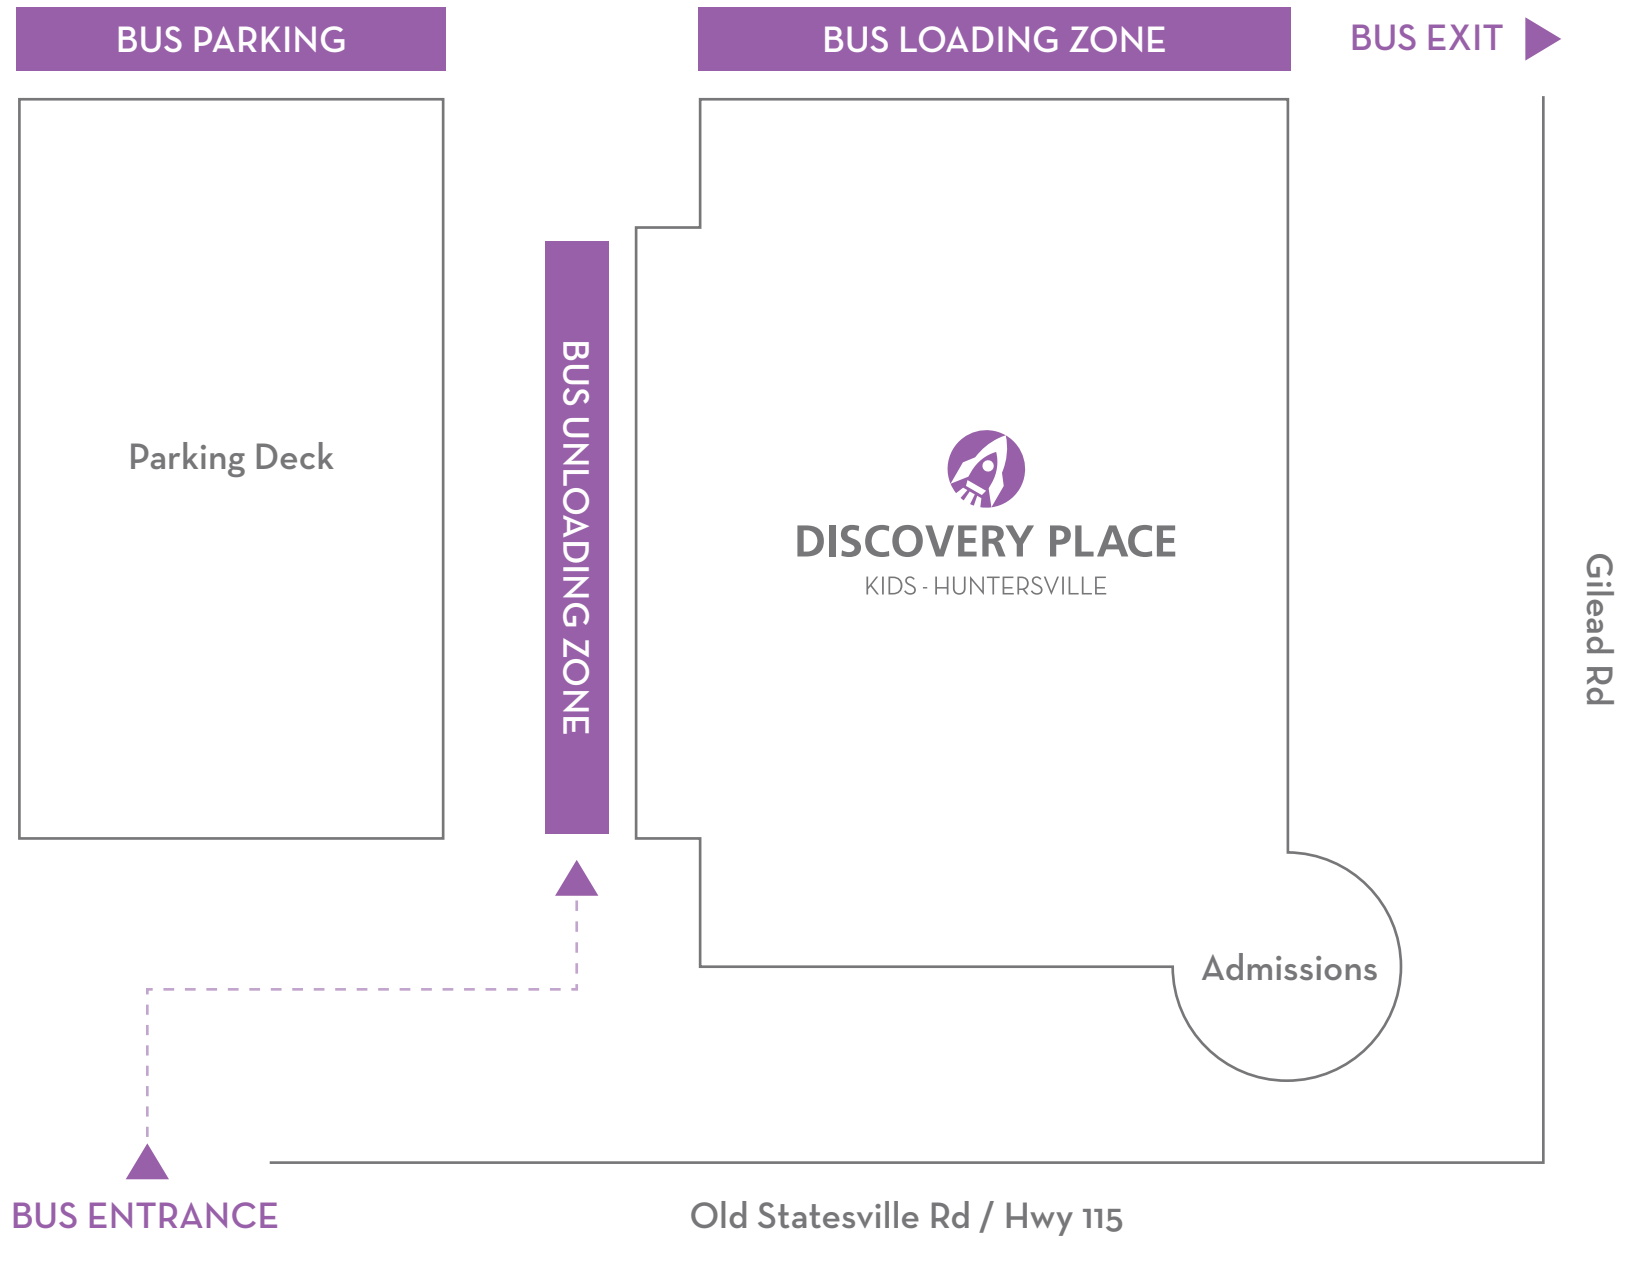 BUS PARKING
BUS LOADING ZONE
BUS EXIT
Parking Deck
BUS UNLOADING ZONE
DISCOVERY PLACE
KIDS - HUNTERSVILLE
Gilead Rd
Admissions
BUS ENTRANCE
Old Statesville Rd / Hwy 115